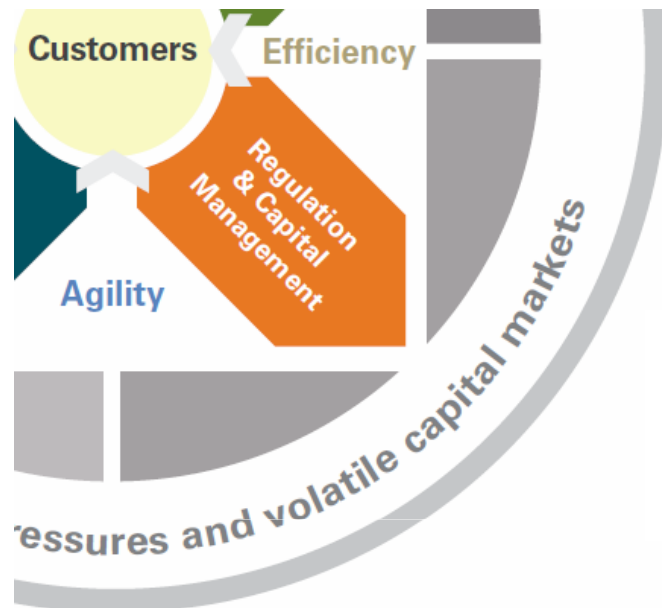 Customers
Efficiency
Regulation
& Capital
Management
Agility
ressures and volatile capital markets